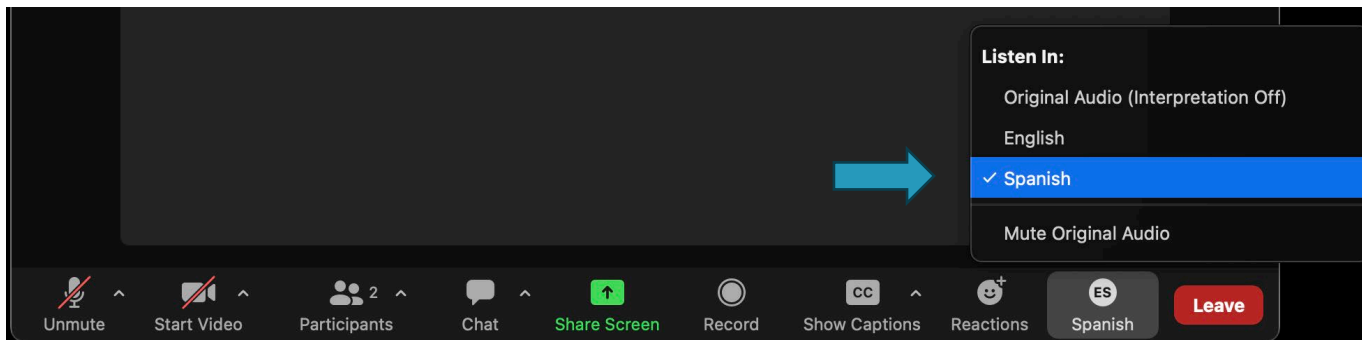 Listen In:
Original Audio (Interpretation Off)
English
✓ Spanish
Mute Original Audio
2
CC
ES
Unmute
Start Video
Participants
Chat
Share Screen
Record
Show Captions
Reactions
Spanish
Leave